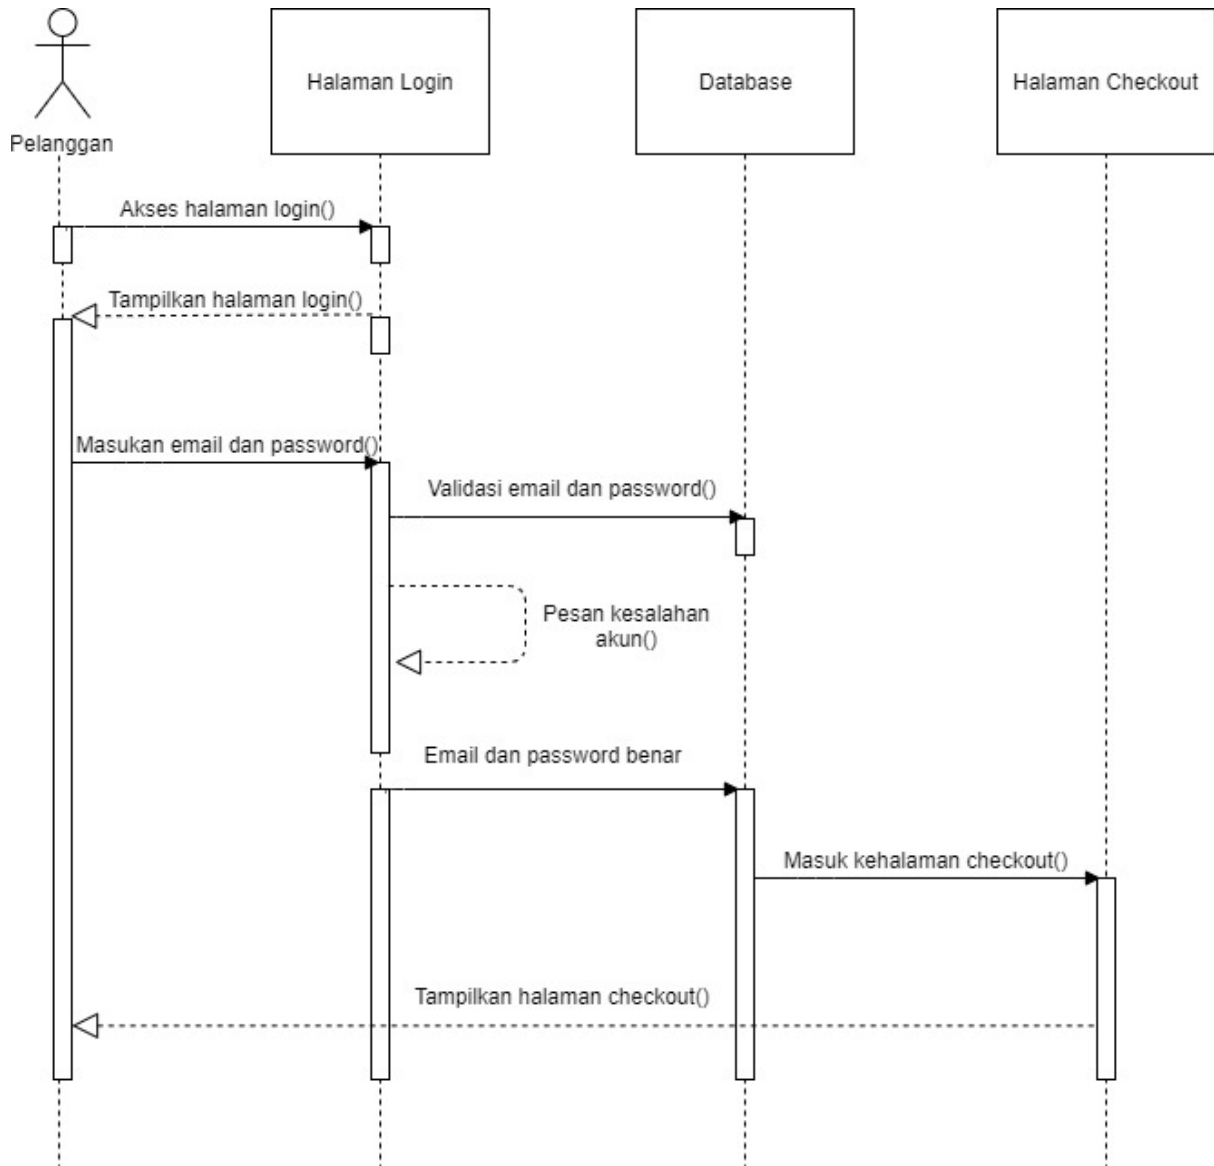 Pelanggan
Halaman Login
Database
Halaman Checkout
Akses halaman login()
Tampilkan halaman login()
Masukan email dan password()
Validasi email dan password()
Pesan kesalahan
akun()
Email dan password benar
Masuk kehalaman checkout()
Tampilkan halaman checkout()